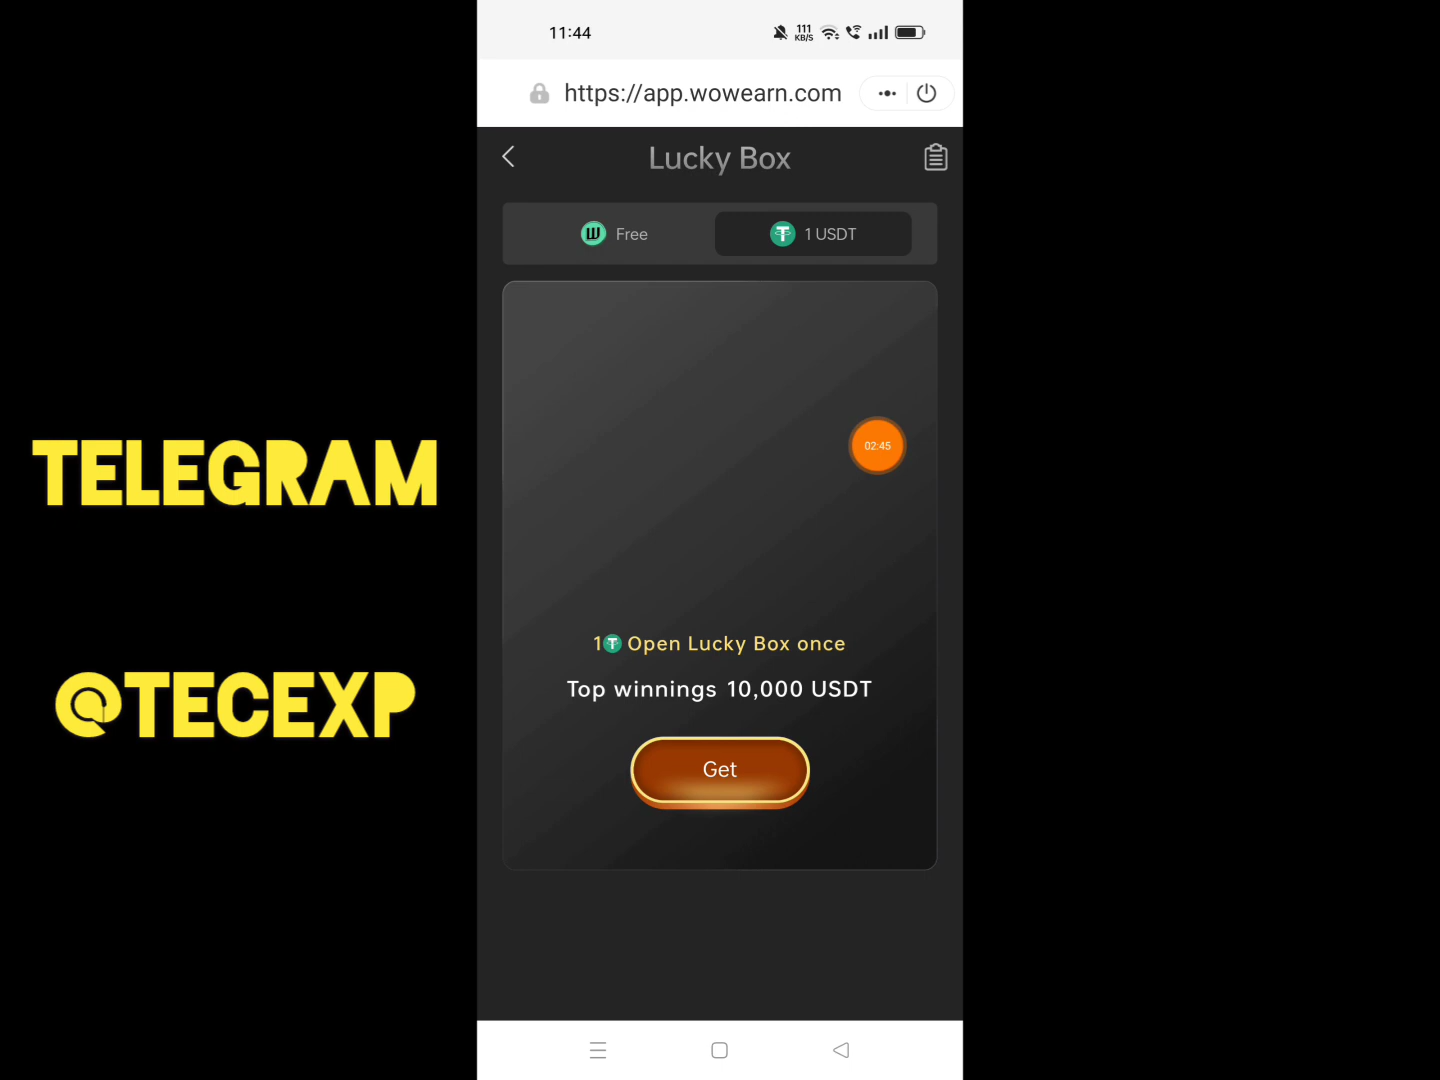 11:44
111
KB/S
https://app.wowearn.com
Lucky Box
W Free
T 1 USDT
02:45
1 T Open Lucky Box once
Top winnings 10,000 USDT
Get
TELEGRAM
@TECEXP